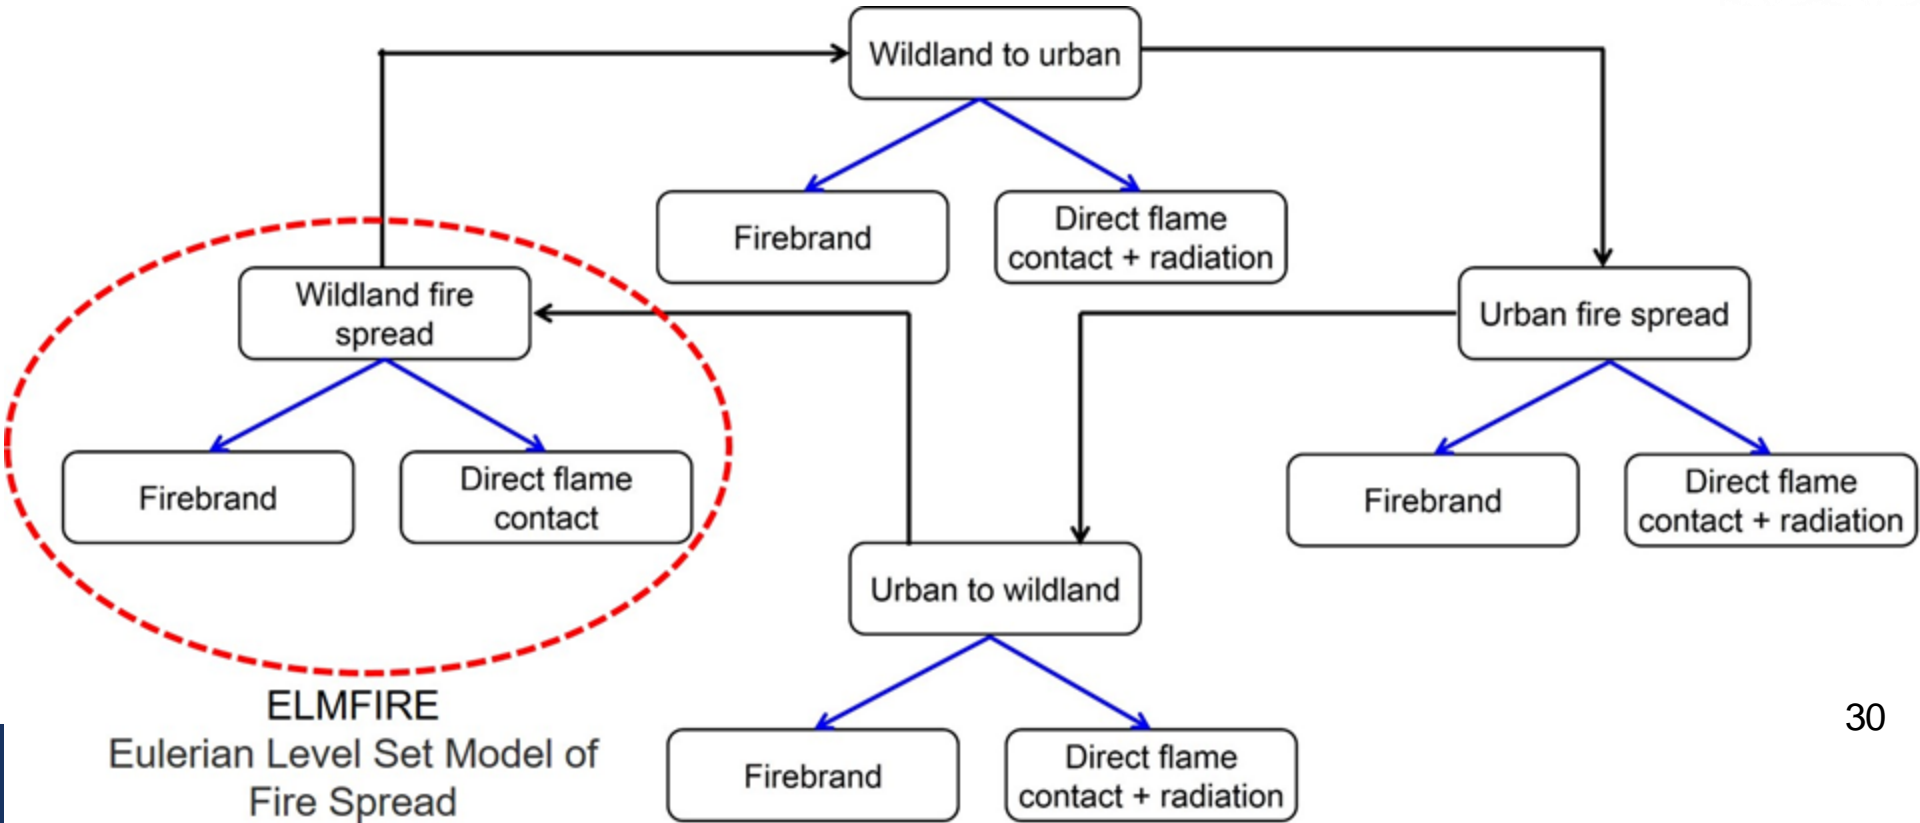 Wildland to urban
Firebrand
Direct flame
contact + radiation
Wildland fire
spread
Urban fire spread
Firebrand
Direct flame
contact
Firebrand
Direct flame
contact + radiation
Urban to wildland
ELMFIRE
Eulerian Level Set Model of
Fire Spread
Firebrand
Direct flame
contact + radiation
30